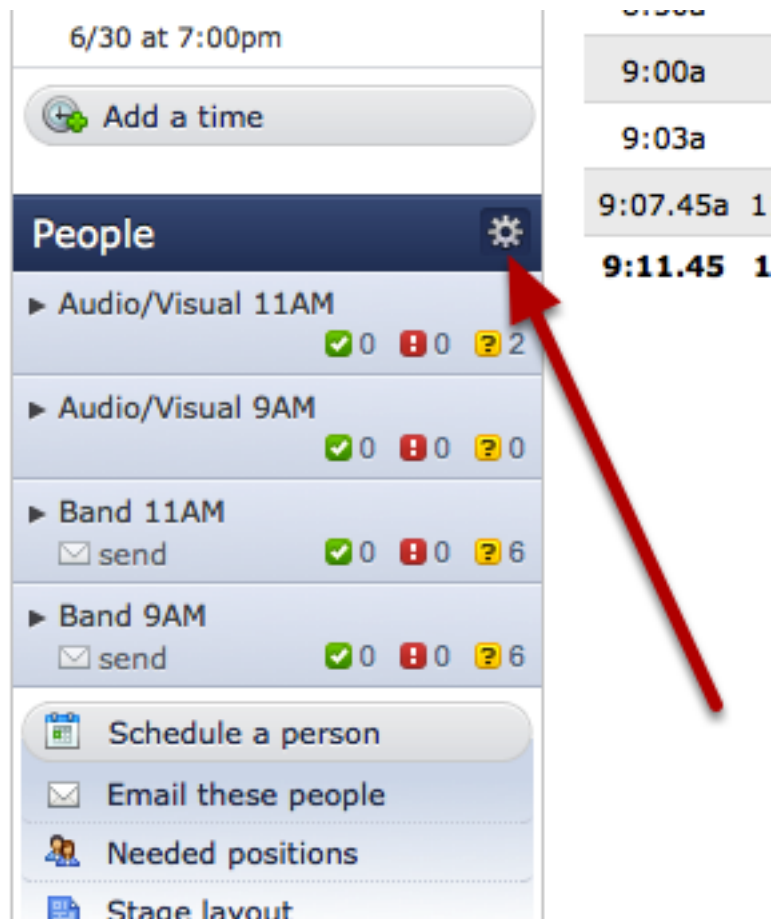 6/30 at 7:00pm
Add a time
People
Audio/Visual 11AM
0 0 2
Audio/Visual 9AM
0 0 0
Band 11AM
send 0 0 6
Band 9AM
send 0 0 6
Schedule a person
Email these people
Needed positions
Stage layout
9:00a
9:03a
9:07.45a 1
9:11.45 1